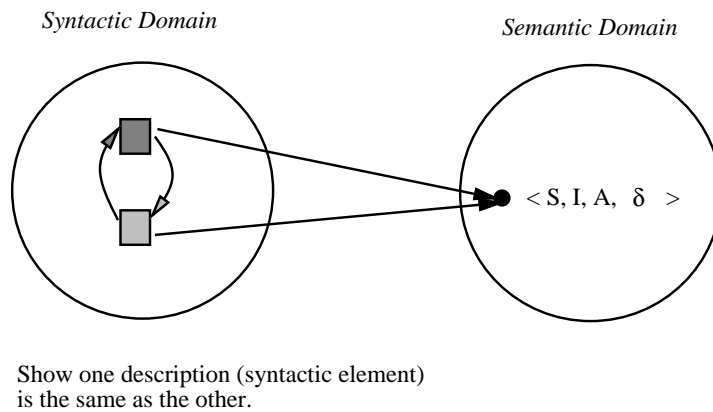 Syntactic Domain
Semantic Domain
< S, I, A, δ >
Show one description (syntactic element)
is the same as the other.